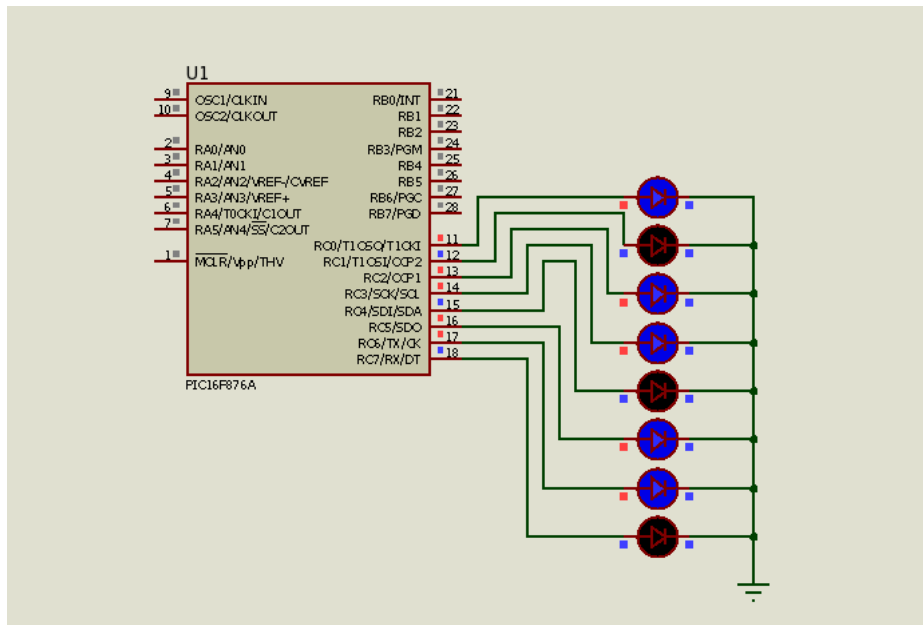 U1
9 OSC1/CLKIN RB0/INT 21
10 OSC2/CLKOUT RB1 22
RB2 23
2 RA0/AN0 RB3/PGM 24
3 RA1/AN1 RB4 25
4 RA2/AN2/VREF-/CVREF RB5 26
5 RA3/AN3/VREF+ RB6/PGC 27
6 RA4/T0CKI/C1OUT RB7/PGD 28
7 RA5/AN4/SS/C2OUT
RC0/T1OSO/T1CKI 11
1 MCLR/Vpp/THV RC1/T1OSI/CCP2 12
RC2/CCP1 13
RC3/SCK/SCL 14
RC4/SDI/SDA 15
RC5/SDO 16
RC6/TX/CK 17
RC7/RX/DT 18
PIC16F876A